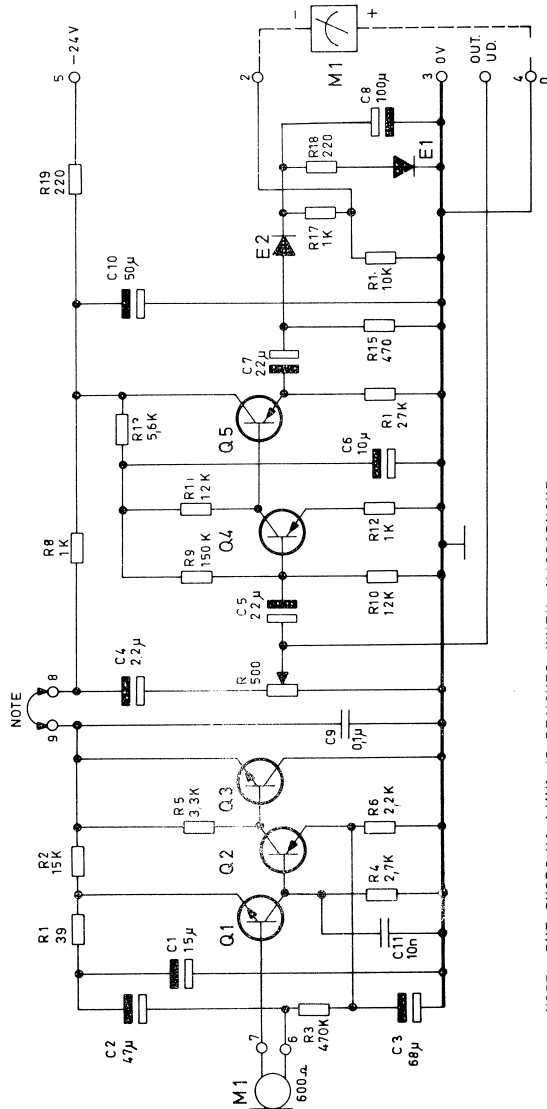 5 -24V
R19
220
C10
50µ
R8
1K
NOTE
9
8
C4
2,2µ
R2
15K
R1
39
C1
15µ
C2
47µ
R5
3,3K
Q3
Q2
Q1
C9
0,1µ
R
500
C5
2,2µ
R9
150K
R11
12K
5,6K
Q4
Q5
C7
22µ
E2
R17
1K
R18
220
C8
100µ
E1
2
-
+
M1
3 0V
OUT.
UD.
4
0
10K
R15
470
27K
C6
10µ
R12
1K
R10
12K
R6
2,2K
R4
2,7K
C11
10n
R3
470K
C3
68µ
M1
600Ω
7
6